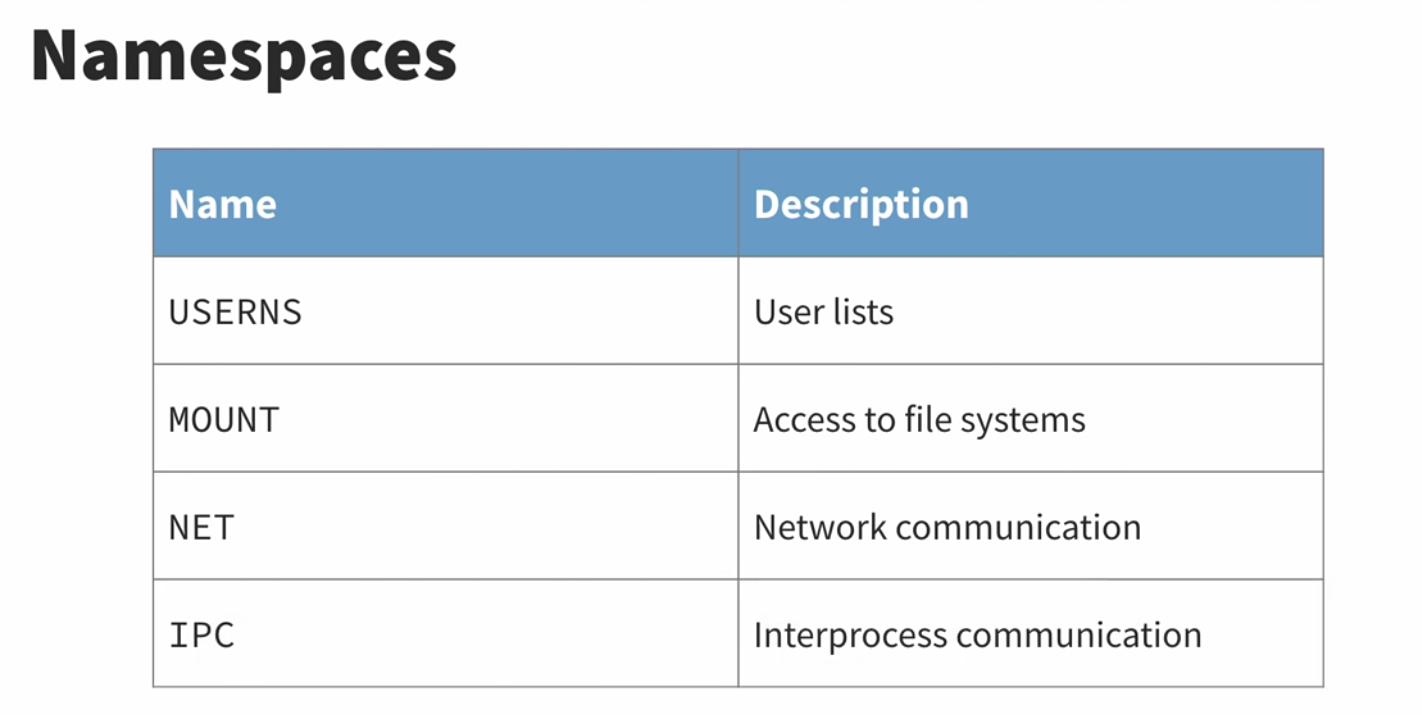 Namespaces
Name Description
USERNS User lists
MOUNT Access to file systems
NET Network communication
IPC Interprocess communication